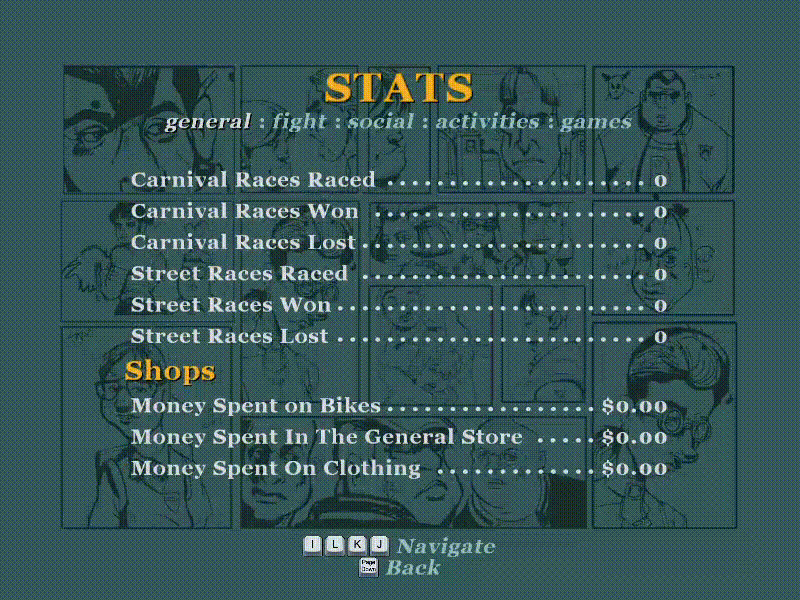 STATS
general : fight : social : activities : games
Carnival Races Raced ........................ 0
Carnival Races Won ......................... 0
Carnival Races Lost .......................... 0
Street Races Raced .......................... 0
Street Races Won ............................ 0
Street Races Lost ............................ 0
Shops
Money Spent on Bikes ................. $0.00
Money Spent In The General Store ..... $0.00
Money Spent On Clothing ............. $0.00
I L K J Navigate
Page Down Back